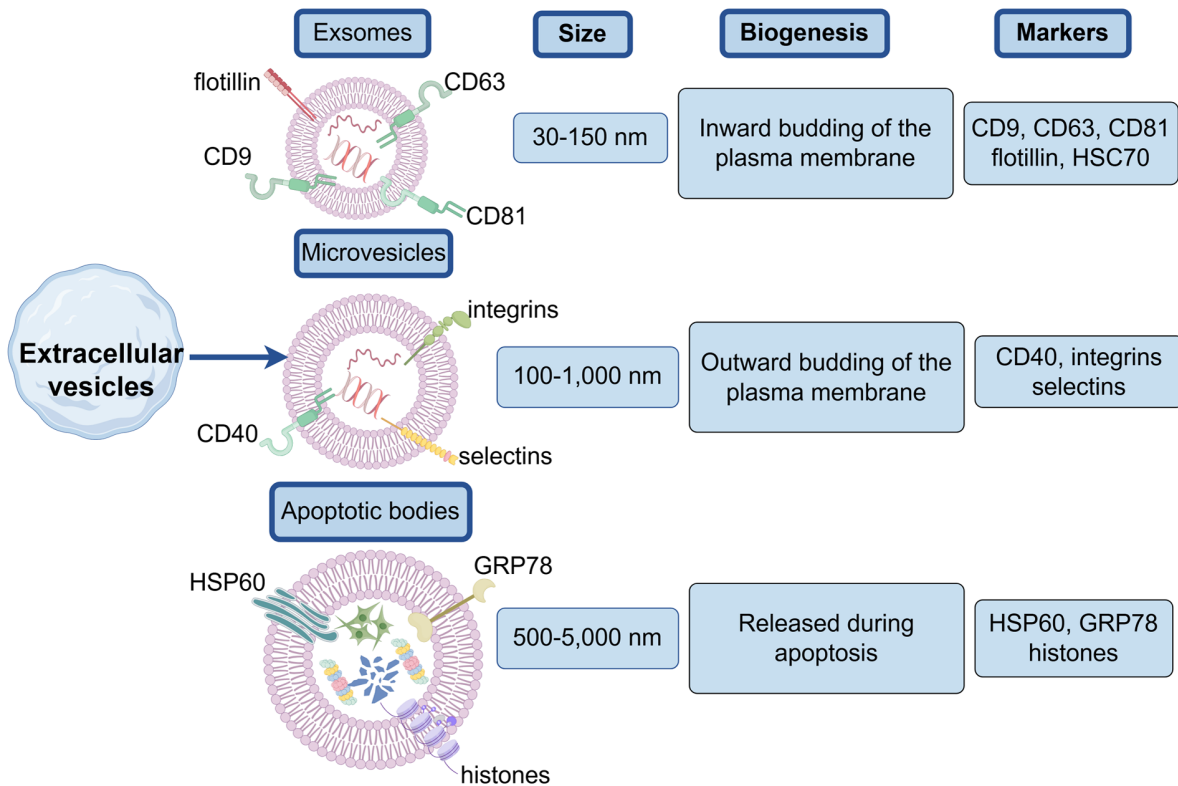 Exsomes
Size
Biogenesis
Markers
flotillin
CD63
CD9
CD81
30-150 nm
Inward budding of the
plasma membrane
CD9, CD63, CD81
flotillin, HSC70
Microvesicles
Extracellular
vesicles
integrins
CD40
selectins
100-1,000 nm
Outward budding of the
plasma membrane
CD40, integrins
selectins
Apoptotic bodies
HSP60
GRP78
histones
500-5,000 nm
Released during
apoptosis
HSP60, GRP78
histones